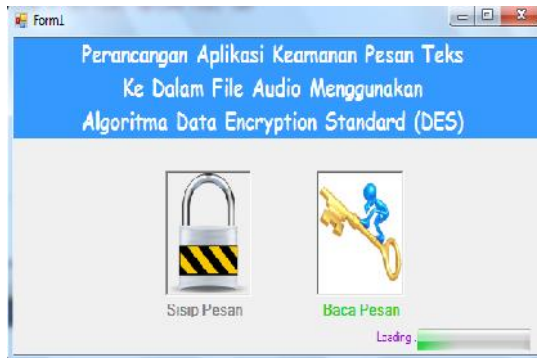 Form1
Perancangan Aplikasi Keamanan Pesan Teks
Ke Dalam File Audio Menggunakan
Algoritma Data Encryption Standard (DES)
Sisip Pesan
Baca Pesan
Loading :